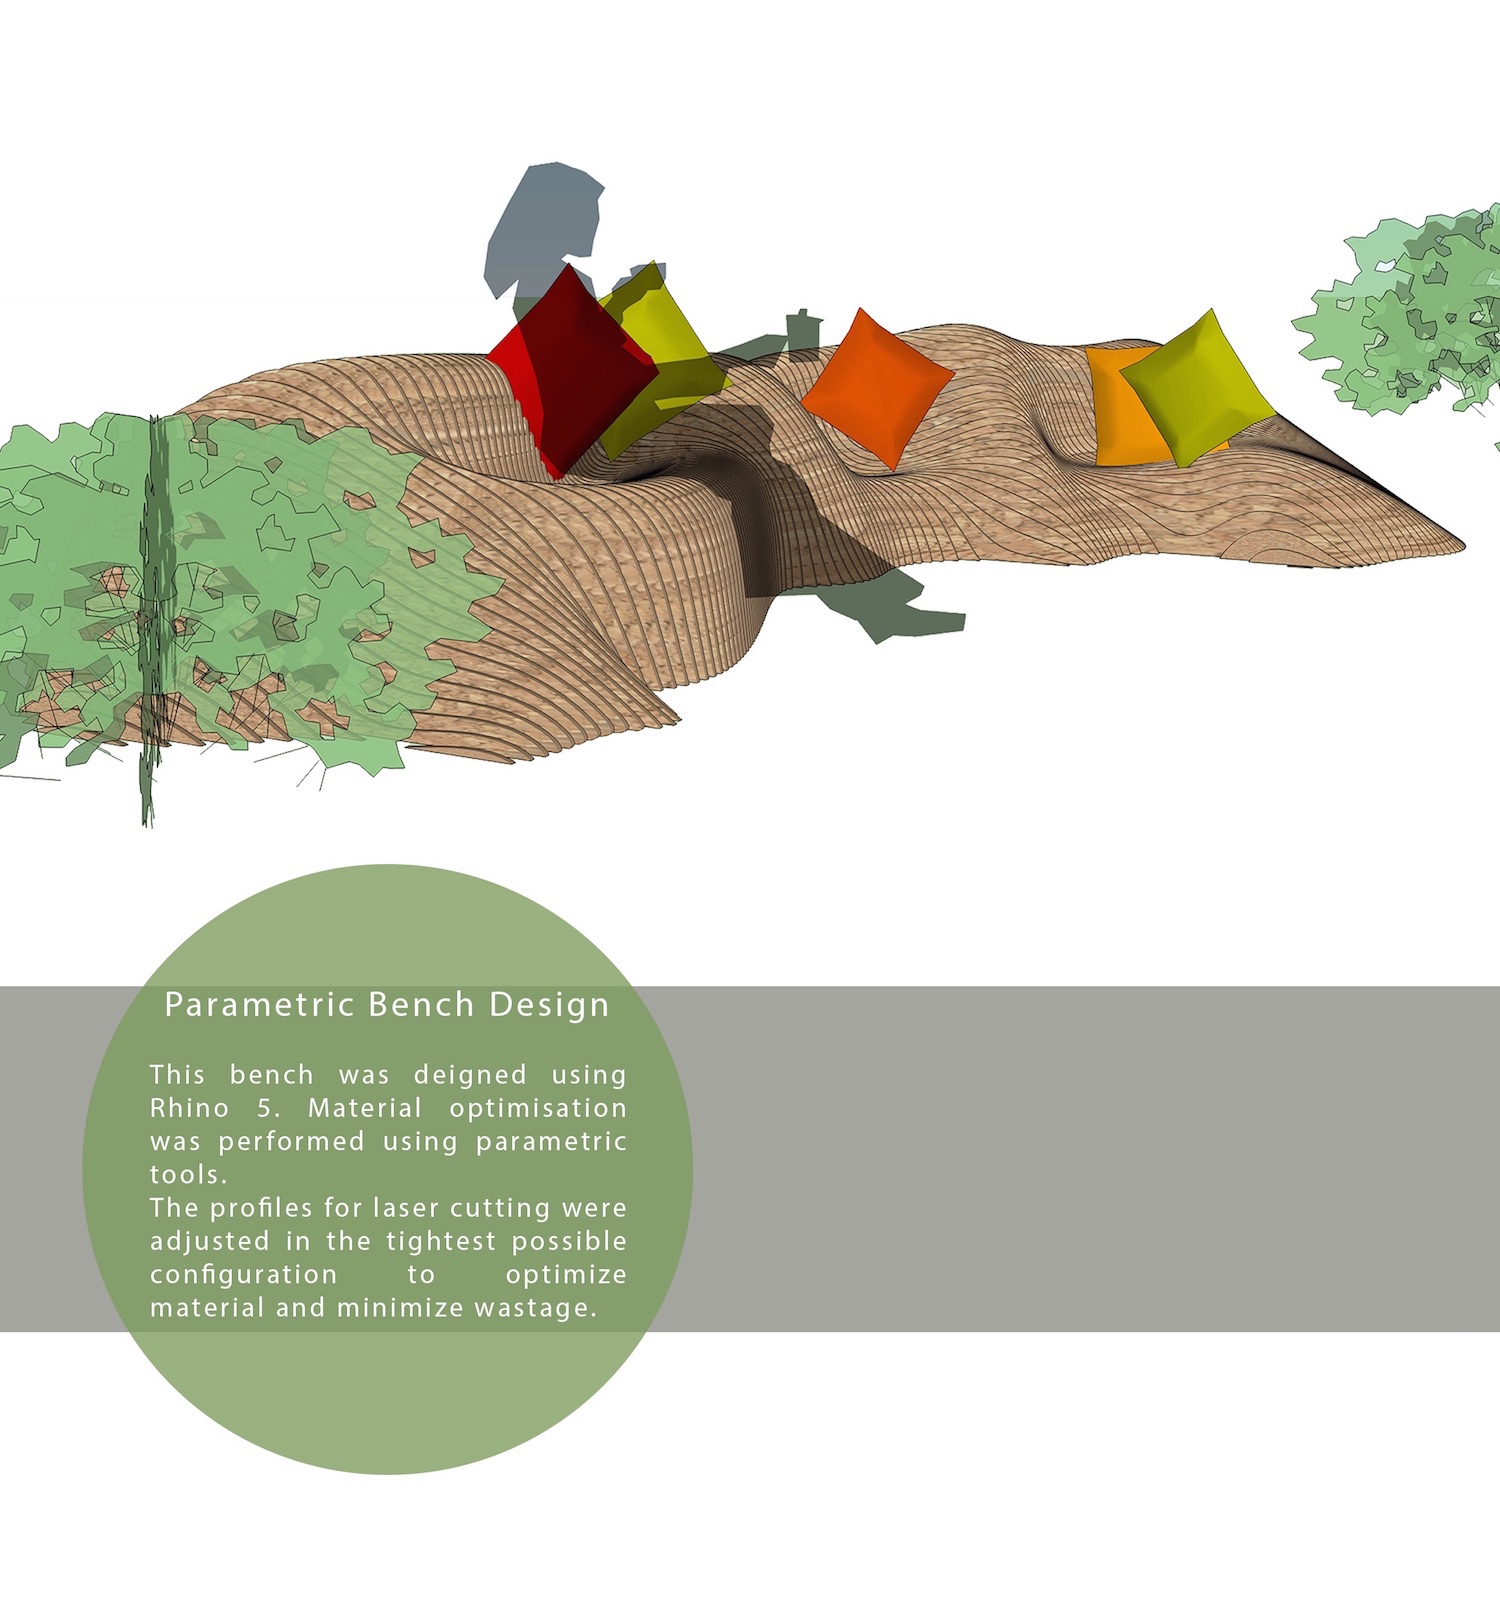 Parametric Bench Design
This bench was deigned using
Rhino 5. Material optimisation
was performed using parametric
tools.
The profiles for laser cutting were
adjusted in the tightest possible
configuration to optimize
material and minimize wastage.